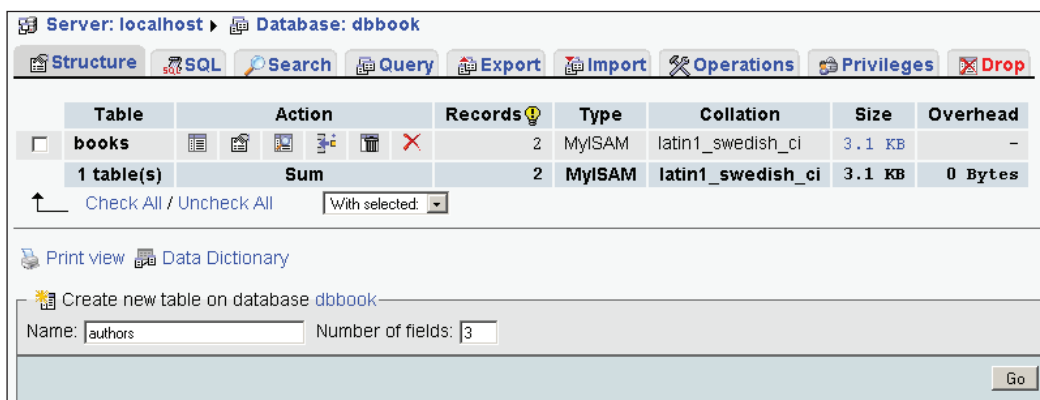 Server: localhost ▸ Database: dbbook
Structure SQL Search Query Export Import Operations Privileges Drop
Table Action Records Type Collation Size Overhead
books 2 MyISAM latin1_swedish_ci 3.1 KB –
1 table(s) Sum 2 MyISAM latin1_swedish_ci 3.1 KB 0 Bytes
Check All / Uncheck All With selected:
Print view Data Dictionary
Create new table on database dbbook
Name: authors Number of fields: 3
Go